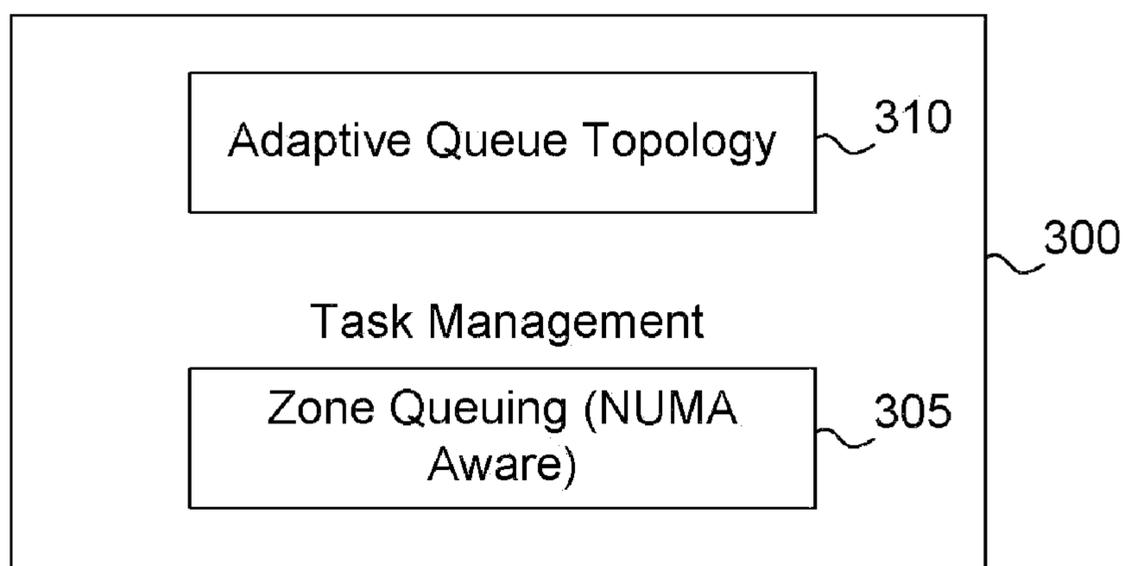 Adaptive Queue Topology
310
300
Task Management
Zone Queuing (NUMA
Aware)
305